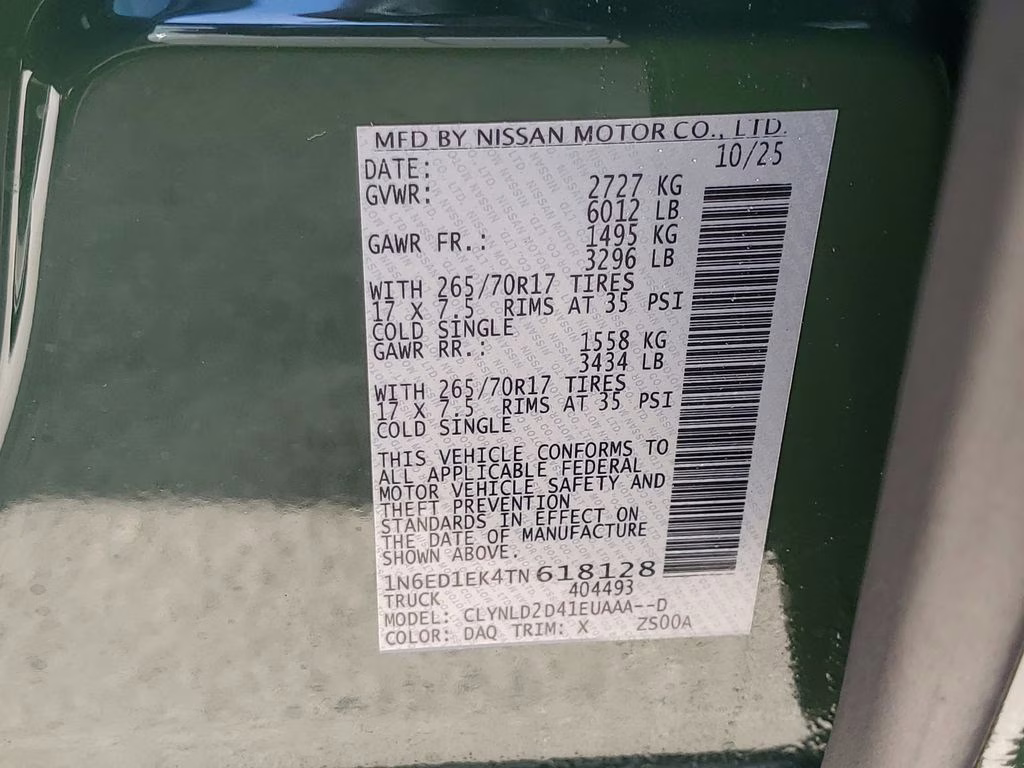 MFD BY NISSAN MOTOR CO., LTD.
DATE: 10/25
GVWR: 2727 KG
6012 LB
GAWR FR.: 1495 KG
3296 LB
WITH 265/70R17 TIRES
17 X 7.5 RIMS AT 35 PSI
COLD SINGLE
GAWR RR.: 1558 KG
3434 LB
WITH 265/70R17 TIRES
17 X 7.5 RIMS AT 35 PSI
COLD SINGLE
THIS VEHICLE CONFORMS TO
ALL APPLICABLE FEDERAL
MOTOR VEHICLE SAFETY AND
THEFT PREVENTION
STANDARDS IN EFFECT ON
THE DATE OF MANUFACTURE
SHOWN ABOVE.
1N6ED1EK4TN618128
TRUCK 404493
MODEL: CLYNLD2D41EUAAA--D
COLOR: DAQ TRIM: X ZS00A